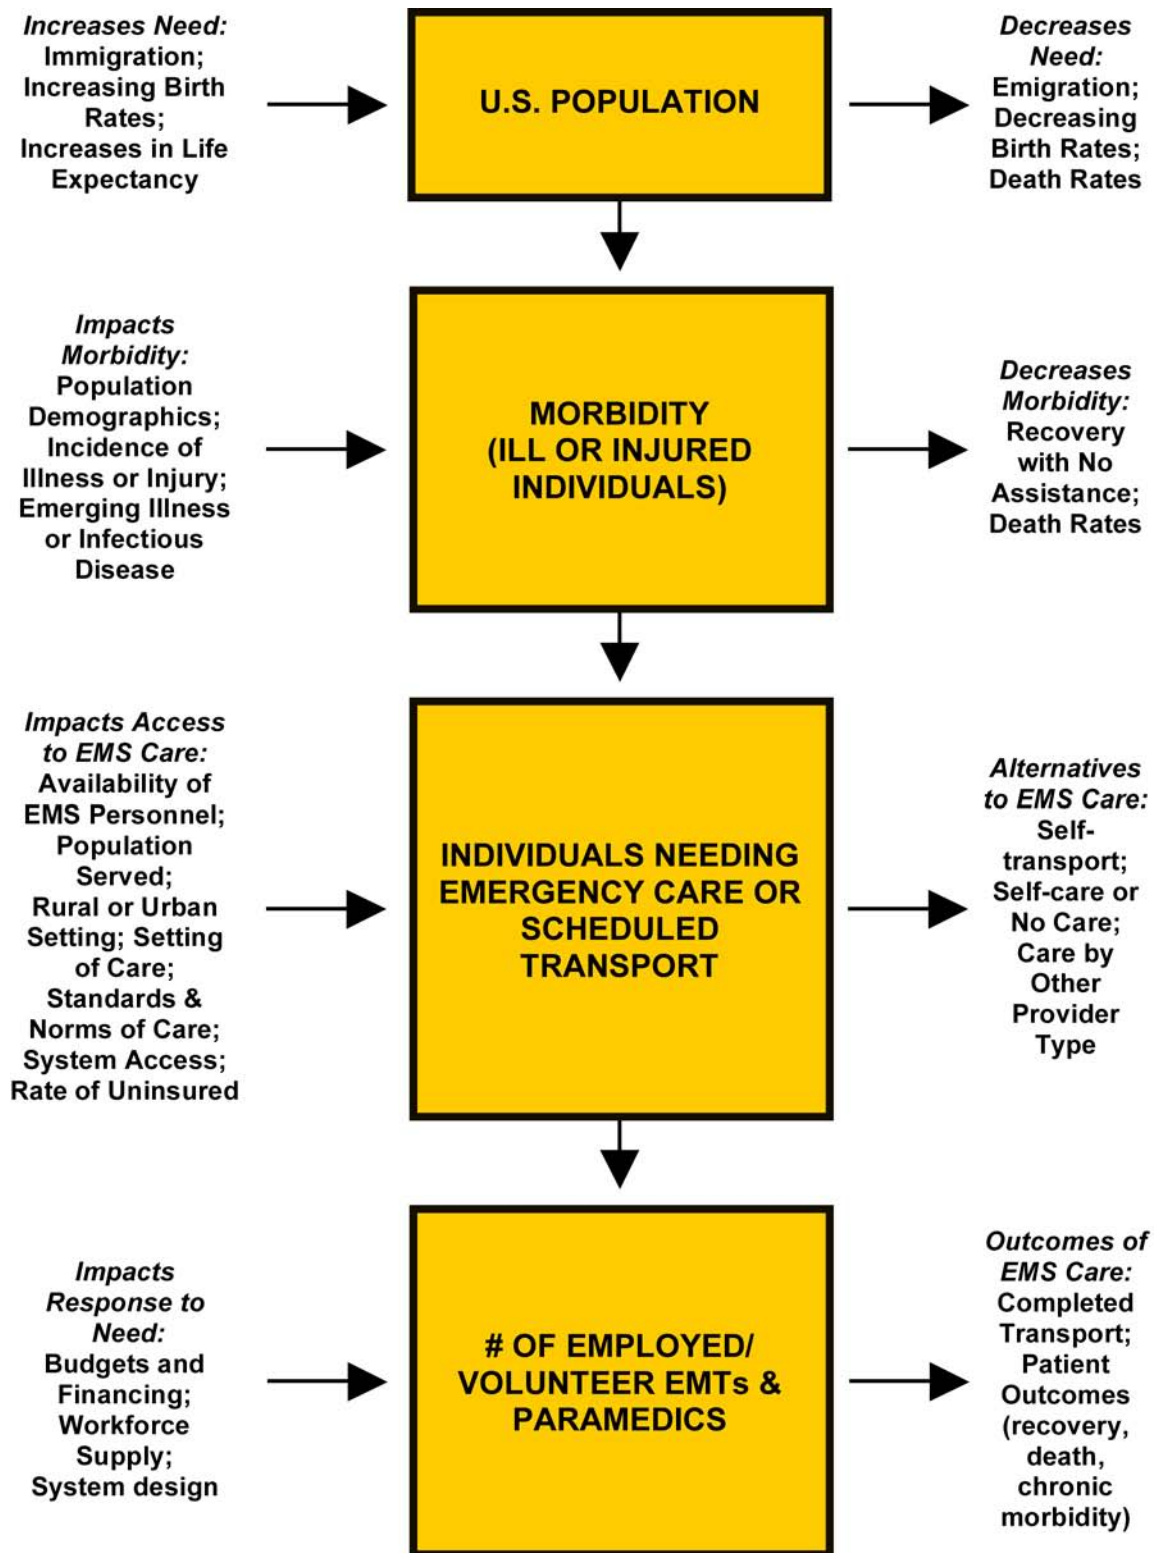 Increases Need:
Immigration;
Increasing Birth
Rates;
Increases in Life
Expectancy
U.S. POPULATION
Decreases
Need:
Emigration;
Decreasing
Birth Rates;
Death Rates
Impacts
Morbidity:
Population
Demographics;
Incidence of
Illness or Injury;
Emerging Illness
or Infectious
Disease
MORBIDITY
(ILL OR INJURED
INDIVIDUALS)
Decreases
Morbidity:
Recovery
with No
Assistance;
Death Rates
Impacts Access
to EMS Care:
Availability of
EMS Personnel;
Population
Served;
Rural or Urban
Setting; Setting
of Care;
Standards &
Norms of Care;
System Access;
Rate of Uninsured
INDIVIDUALS NEEDING
EMERGENCY CARE OR
SCHEDULED
TRANSPORT
Alternatives
to EMS Care:
Self-
transport;
Self-care or
No Care;
Care by
Other
Provider
Type
Impacts
Response to
Need:
Budgets and
Financing;
Workforce
Supply;
System design
# OF EMPLOYED/
VOLUNTEER EMTs &
PARAMEDICS
Outcomes of
EMS Care:
Completed
Transport;
Patient
Outcomes
(recovery,
death,
chronic
morbidity)